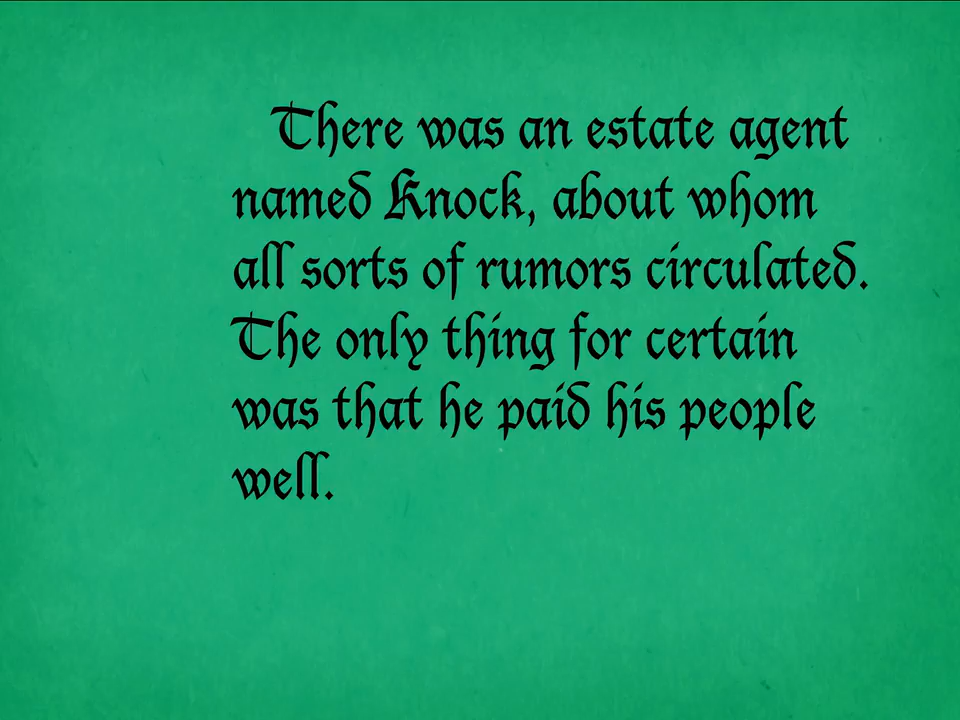 There was an estate agent
named Knock, about whom
all sorts of rumors circulated.
The only thing for certain
was that he paid his people
well.